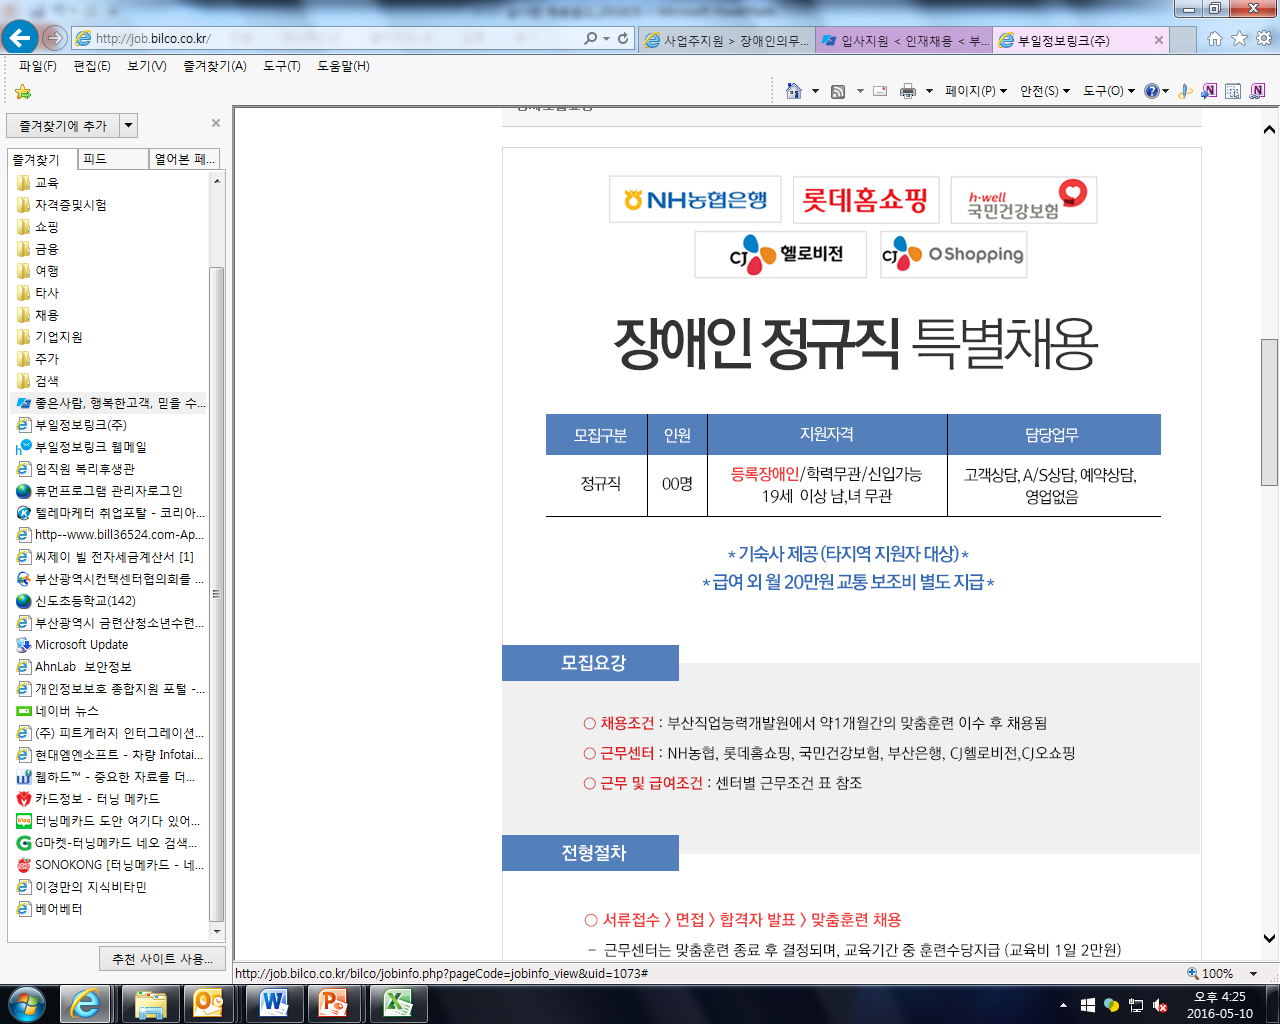 http://job.bilco.co.kr/
사업주지원 > 장애인의무...
입사지원 < 인재채용 < 부...
부일정보링크(주)
파일(F) 편집(E) 보기(V) 즐겨찾기(A) 도구(T) 도움말(H)
페이지(P) 안전(S) 도구(O)
즐겨찾기에 추가
즐겨찾기 피드 열어본 페...
교육
자격증및시험
쇼핑
금융
여행
타사
채용
기업지원
주가
검색
좋은사람, 행복한고객, 믿을 수...
부일정보링크(주)
부일정보링크 웹메일
임직원 복리후생관
휴먼프로그램 관리자로그인
텔레마케터 취업포탈 - 코리아...
http--www.bill36524.com-Ap...
씨제이 빌 전자세금계산서 [1]
부산광역시컨택센터협의회를 ...
신도초등학교(142)
부산광역시 금련산청소년수련...
Microsoft Update
AhnLab 보안정보
개인정보보호 종합지원 포털 -...
네이버 뉴스
(주) 피트게러지 인터그레이션...
현대엠엔소프트 - 차량 Infotai...
웹하드™ - 중요한 자료를 더...
카드정보 - 터닝 메카드
터닝메카드 도안 여기다 있어...
G마켓-터닝메카드 네오 검색...
SONOKONG [터닝메카드 - 네...
이경만의 지식비타민
베어베터
추천 사이트 사용...
NH농협은행 롯데홈쇼핑 h·well 국민건강보험
CJ 헬로비전 CJ O Shopping
장애인 정규직 특별채용
모집구분 인원 지원자격 담당업무
정규직 00명 등록장애인/학력무관/신입가능 고객상담, A/S상담, 예약상담,
19세 이상 남,녀 무관 영업없음
* 기숙사 제공 (타지역 지원자 대상) *
* 급여 외 월 20만원 교통 보조비 별도 지급 *
모집요강
○ 채용조건 : 부산직업능력개발원에서 약1개월간의 맞춤훈련 이수 후 채용됨
○ 근무센터 : NH농협, 롯데홈쇼핑, 국민건강보험, 부산은행, CJ헬로비전,CJ오쇼핑
○ 근무 및 급여조건 : 센터별 근무조건 표 참조
전형절차
○ 서류접수 > 면접 > 합격자 발표 > 맞춤훈련 채용
- 근무센터는 맞춤훈련 종료 후 결정되며, 교육기간 중 훈련수당지급 (교육비 1일 2만원)
http://job.bilco.co.kr/bilco/jobinfo.php?pageCode=jobinfo_view&uid=1073#
100%
오후 4:25
2016-05-10